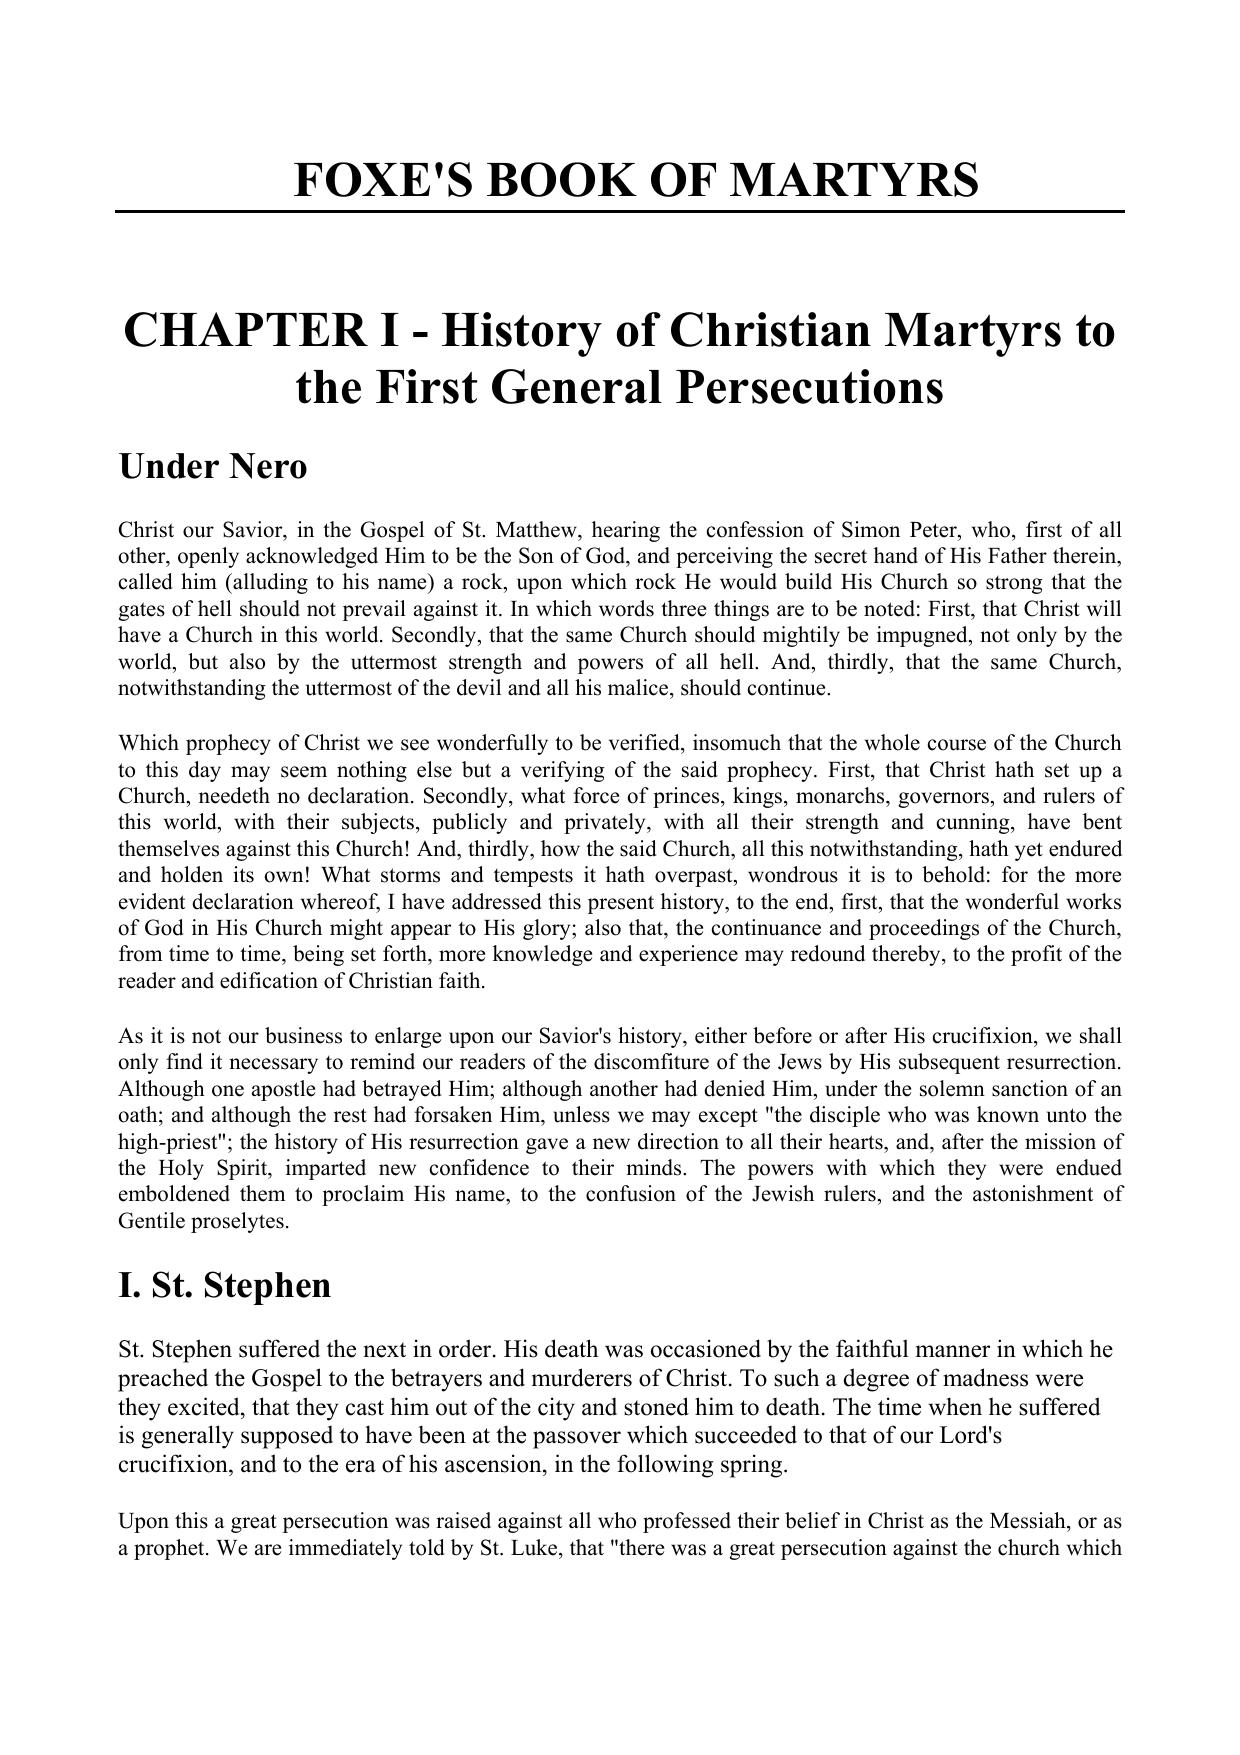 FOXE'S BOOK OF MARTYRS
CHAPTER I - History of Christian Martyrs to
the First General Persecutions
Under Nero
Christ our Savior, in the Gospel of St. Matthew, hearing the confession of Simon Peter, who, first of all
other, openly acknowledged Him to be the Son of God, and perceiving the secret hand of His Father therein,
called him (alluding to his name) a rock, upon which rock He would build His Church so strong that the
gates of hell should not prevail against it. In which words three things are to be noted: First, that Christ will
have a Church in this world. Secondly, that the same Church should mightily be impugned, not only by the
world, but also by the uttermost strength and powers of all hell. And, thirdly, that the same Church,
notwithstanding the uttermost of the devil and all his malice, should continue.
Which prophecy of Christ we see wonderfully to be verified, insomuch that the whole course of the Church
to this day may seem nothing else but a verifying of the said prophecy. First, that Christ hath set up a
Church, needeth no declaration. Secondly, what force of princes, kings, monarchs, governors, and rulers of
this world, with their subjects, publicly and privately, with all their strength and cunning, have bent
themselves against this Church! And, thirdly, how the said Church, all this notwithstanding, hath yet endured
and holden its own! What storms and tempests it hath overpast, wondrous it is to behold: for the more
evident declaration whereof, I have addressed this present history, to the end, first, that the wonderful works
of God in His Church might appear to His glory; also that, the continuance and proceedings of the Church,
from time to time, being set forth, more knowledge and experience may redound thereby, to the profit of the
reader and edification of Christian faith.
As it is not our business to enlarge upon our Savior's history, either before or after His crucifixion, we shall
only find it necessary to remind our readers of the discomfiture of the Jews by His subsequent resurrection.
Although one apostle had betrayed Him; although another had denied Him, under the solemn sanction of an
oath; and although the rest had forsaken Him, unless we may except "the disciple who was known unto the
high-priest"; the history of His resurrection gave a new direction to all their hearts, and, after the mission of
the Holy Spirit, imparted new confidence to their minds. The powers with which they were endued
emboldened them to proclaim His name, to the confusion of the Jewish rulers, and the astonishment of
Gentile proselytes.
I. St. Stephen
St. Stephen suffered the next in order. His death was occasioned by the faithful manner in which he
preached the Gospel to the betrayers and murderers of Christ. To such a degree of madness were
they excited, that they cast him out of the city and stoned him to death. The time when he suffered
is generally supposed to have been at the passover which succeeded to that of our Lord's
crucifixion, and to the era of his ascension, in the following spring.
Upon this a great persecution was raised against all who professed their belief in Christ as the Messiah, or as
a prophet. We are immediately told by St. Luke, that "there was a great persecution against the church which